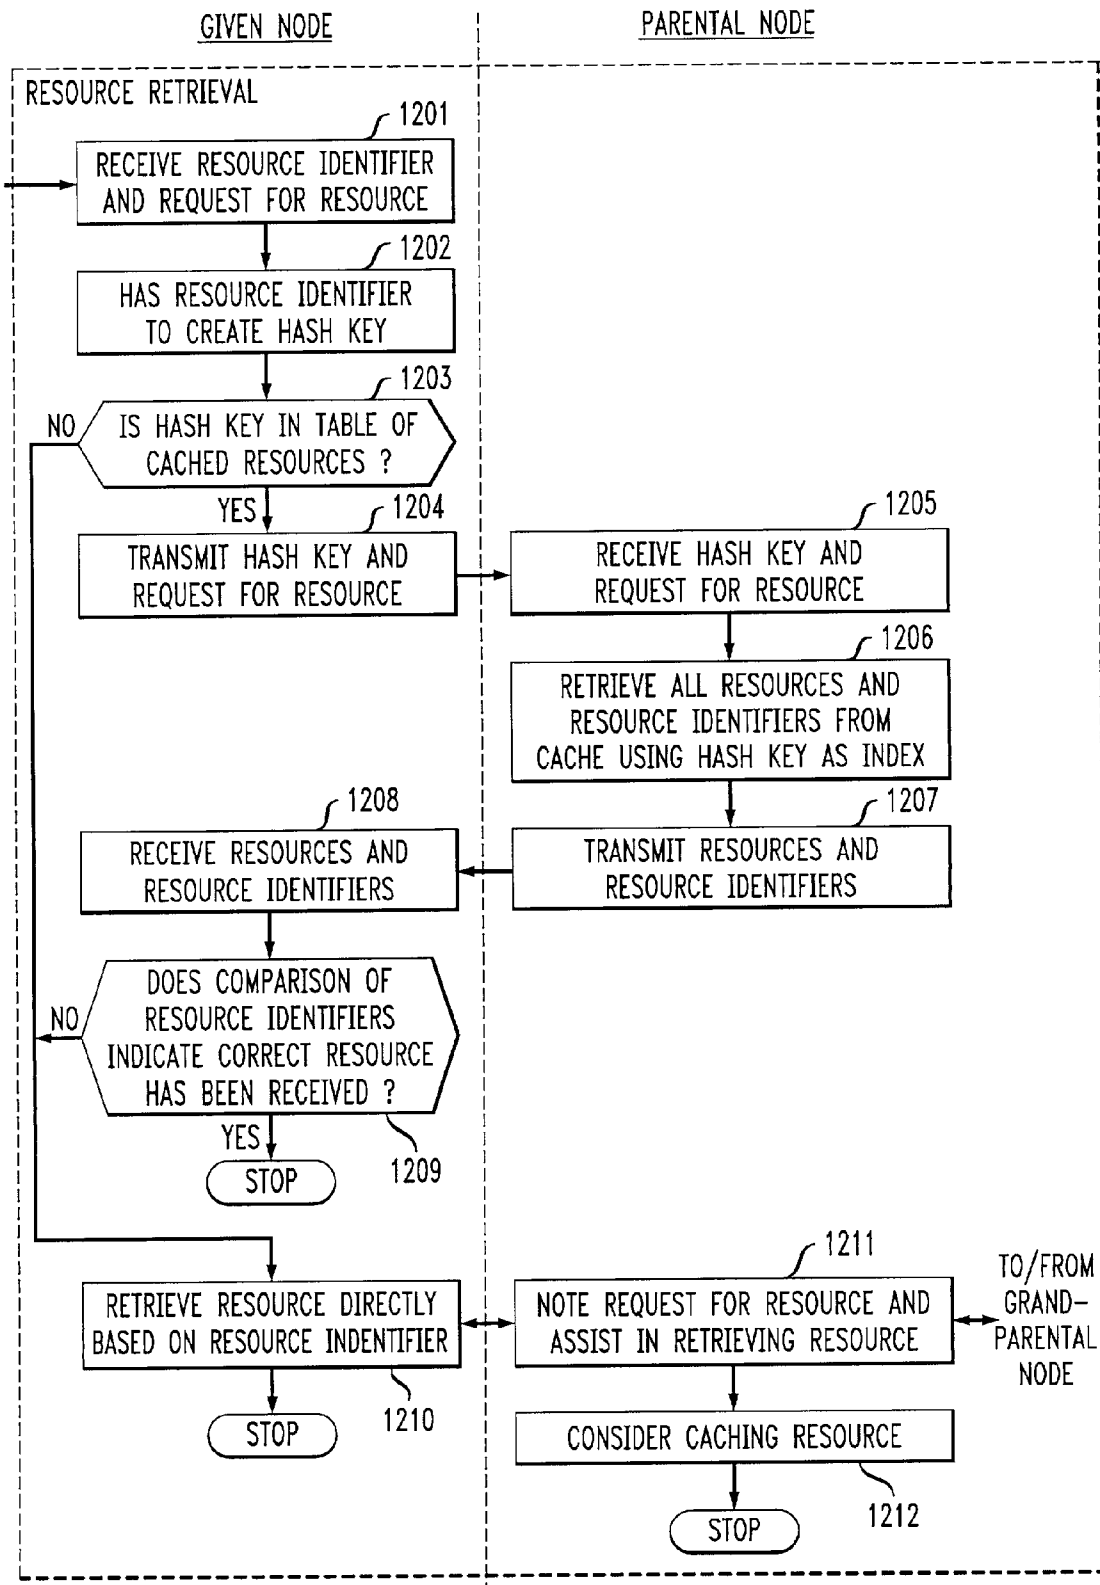 GIVEN NODE
PARENTAL NODE
RESOURCE RETRIEVAL
1201
RECEIVE RESOURCE IDENTIFIER
AND REQUEST FOR RESOURCE
1202
HAS RESOURCE IDENTIFIER
TO CREATE HASH KEY
1203
NO
IS HASH KEY IN TABLE OF
CACHED RESOURCES ?
YES
1204
TRANSMIT HASH KEY AND
REQUEST FOR RESOURCE
1205
RECEIVE HASH KEY AND
REQUEST FOR RESOURCE
1206
RETRIEVE ALL RESOURCES AND
RESOURCE IDENTIFIERS FROM
CACHE USING HASH KEY AS INDEX
1207
TRANSMIT RESOURCES AND
RESOURCE IDENTIFIERS
1208
RECEIVE RESOURCES AND
RESOURCE IDENTIFIERS
NO
DOES COMPARISON OF
RESOURCE IDENTIFIERS
INDICATE CORRECT RESOURCE
HAS BEEN RECEIVED ?
YES
1209
STOP
1211
RETRIEVE RESOURCE DIRECTLY
BASED ON RESOURCE INDENTIFIER
1210
STOP
NOTE REQUEST FOR RESOURCE AND
ASSIST IN RETRIEVING RESOURCE
TO/FROM
GRAND–
PARENTAL
NODE
CONSIDER CACHING RESOURCE
1212
STOP